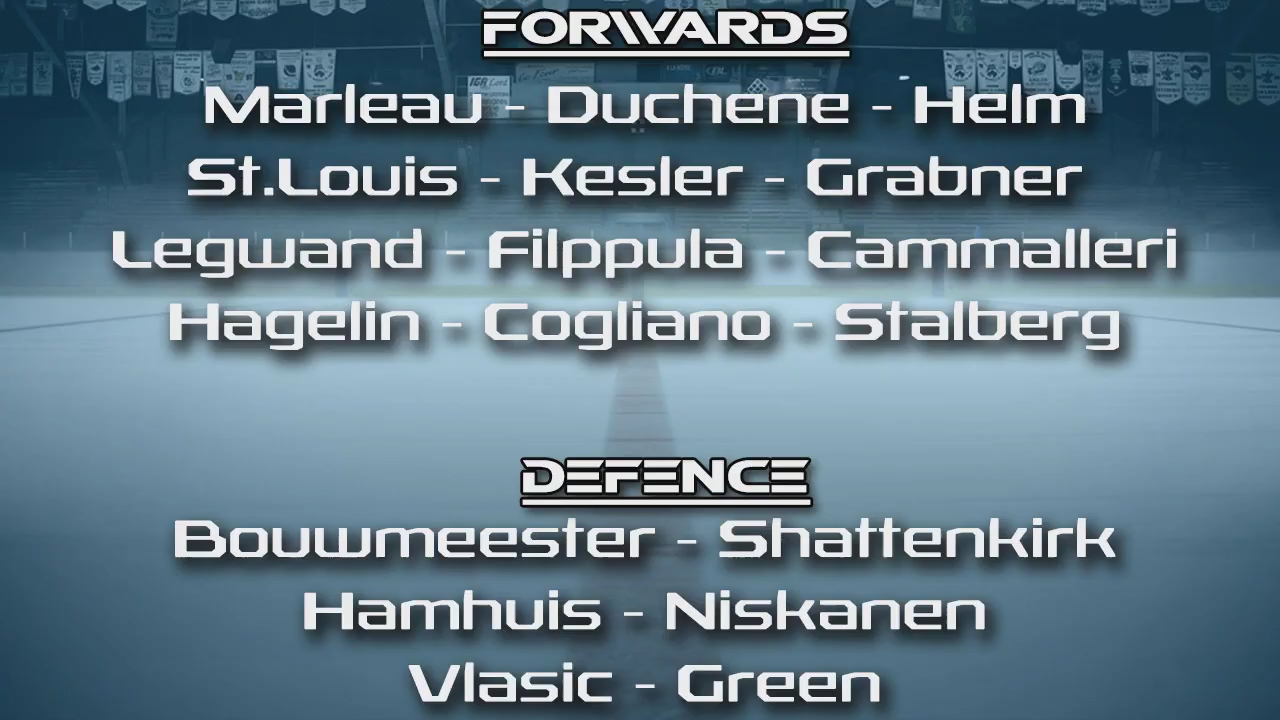 FORWARDS
Marleau - Duchene - Helm
St.Louis - Kesler - Grabner
Legwand - Filppula - Cammalleri
Hagelin - Cogliano - Stalberg
DEFENCE
Bouwmeester - Shattenkirk
Hamhuis - Niskanen
Vlasic - Green